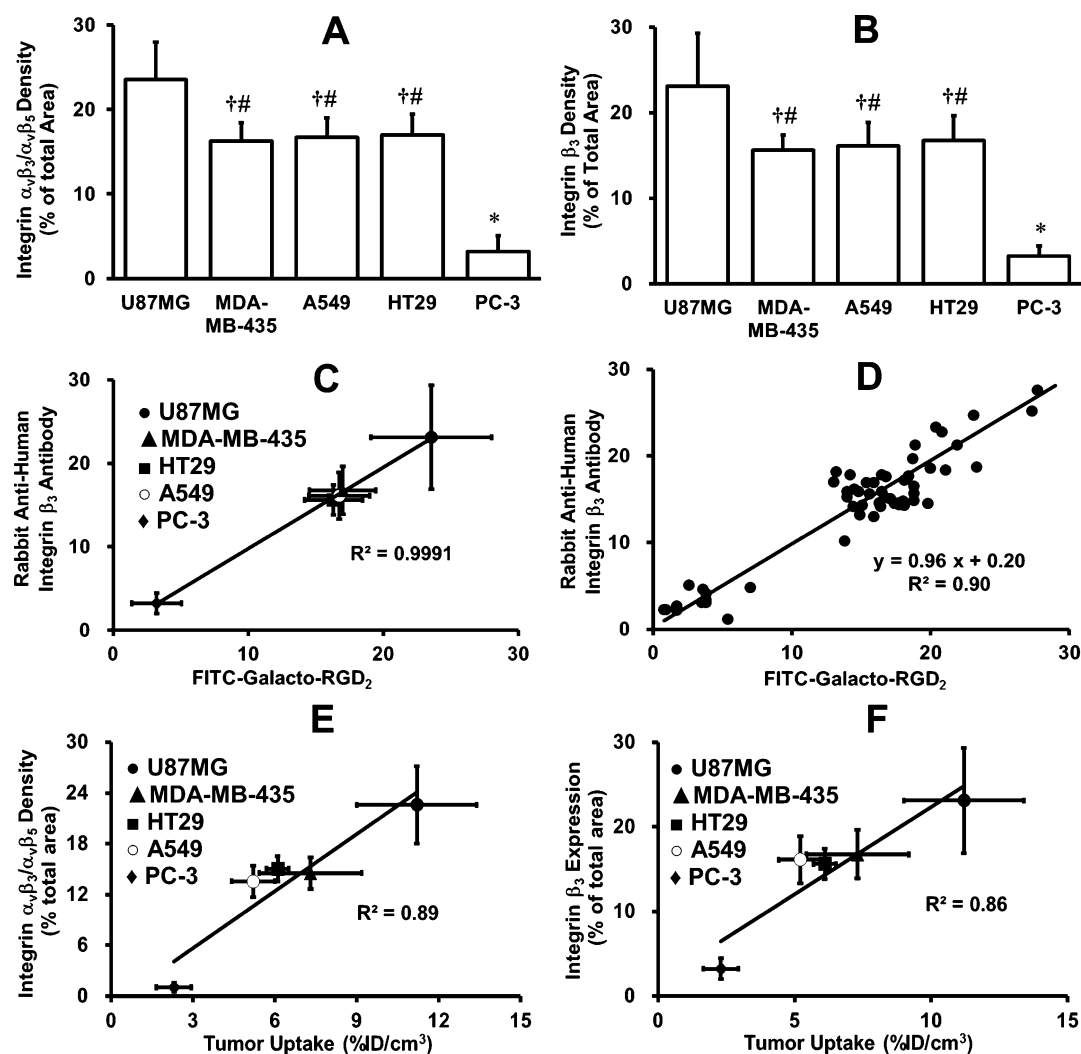 A
Integrin αvβ3/αvβ5 Density
(% of total Area)
30
20
10
0
†#
†#
†#
*
U87MG
MDA-
MB-435
A549
HT29
PC-3
B
Integrin β3 Density
(% of Total Area)
30
20
10
0
†#
†#
†#
*
U87MG
MDA-
MB-435
A549
HT29
PC-3
C
Rabbit Anti-Human
Integrin β3 Antibody
30
20
10
0
U87MG
MDA-MB-435
HT29
A549
PC-3
R² = 0.9991
0
10
20
30
FITC-Galacto-RGD2
D
Rabbit Anti-Human
Integrin β3 Antibody
30
20
10
0
y = 0.96 x + 0.20
R² = 0.90
0
10
20
30
FITC-Galacto-RGD2
E
Integrin αvβ3/αvβ5 Density
(% total area)
30
24
18
12
6
0
U87MG
MDA-MB-435
HT29
A549
PC-3
R² = 0.89
0
3
6
9
12
15
Tumor Uptake (%ID/cm³)
F
Integrin β3 Expression
(% of total area)
30
20
10
0
U87MG
MDA-MB-435
HT29
A549
PC-3
R² = 0.86
0
5
10
15
Tumor Uptake (%ID/cm³)